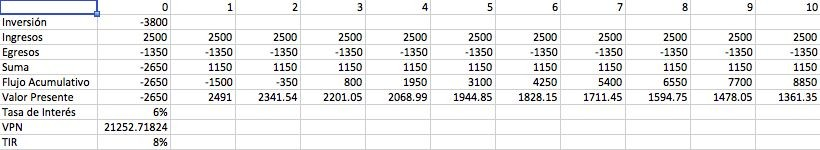 0 1 2 3 4 5 6 7 8 9 10
Inversión -3800
Ingresos 2500 2500 2500 2500 2500 2500 2500 2500 2500 2500 2500
Egresos -1350 -1350 -1350 -1350 -1350 -1350 -1350 -1350 -1350 -1350 -1350
Suma -2650 1150 1150 1150 1150 1150 1150 1150 1150 1150 1150
Flujo Acumulativo -2650 -1500 -350 800 1950 3100 4250 5400 6550 7700 8850
Valor Presente -2650 2491 2341.54 2201.05 2068.99 1944.85 1828.15 1711.45 1594.75 1478.05 1361.35
Tasa de Interés 6%
VPN 21252.71824
TIR 8%